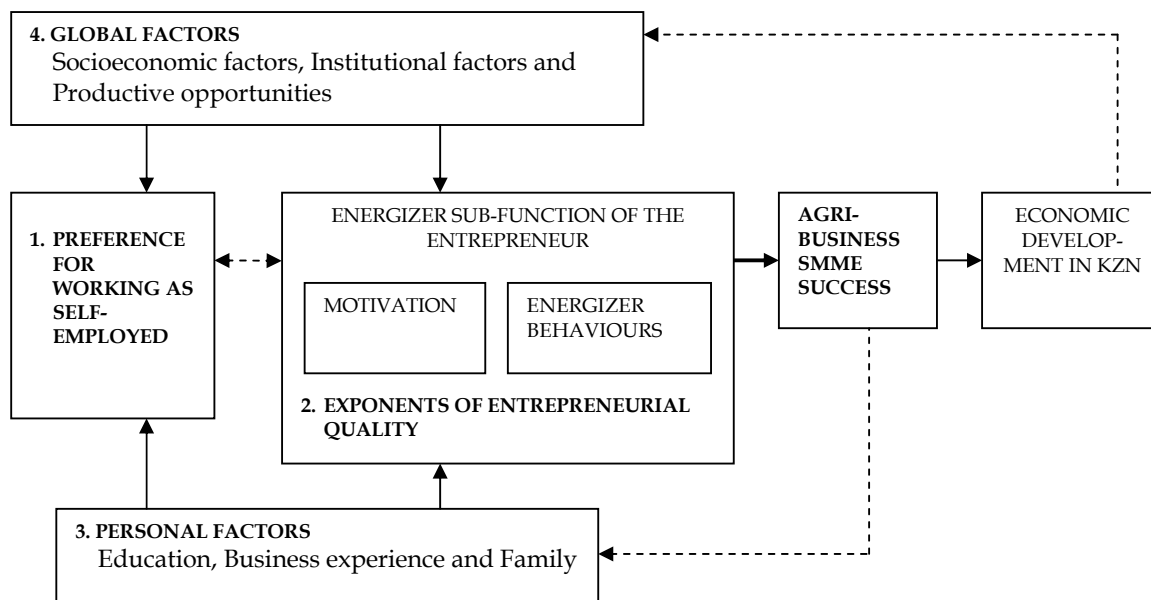 4. GLOBAL FACTORS
Socioeconomic factors, Institutional factors and
Productive opportunities
1. PREFERENCE
FOR
WORKING AS
SELF-
EMPLOYED
ENERGIZER SUB-FUNCTION OF THE
ENTREPRENEUR
MOTIVATION
ENERGIZER
BEHAVIOURS
2. EXPONENTS OF ENTREPRENEURIAL
QUALITY
AGRI-
BUSINESS
SMME
SUCCESS
ECONOMIC
DEVELOP-
MENT IN KZN
3. PERSONAL FACTORS
Education, Business experience and Family